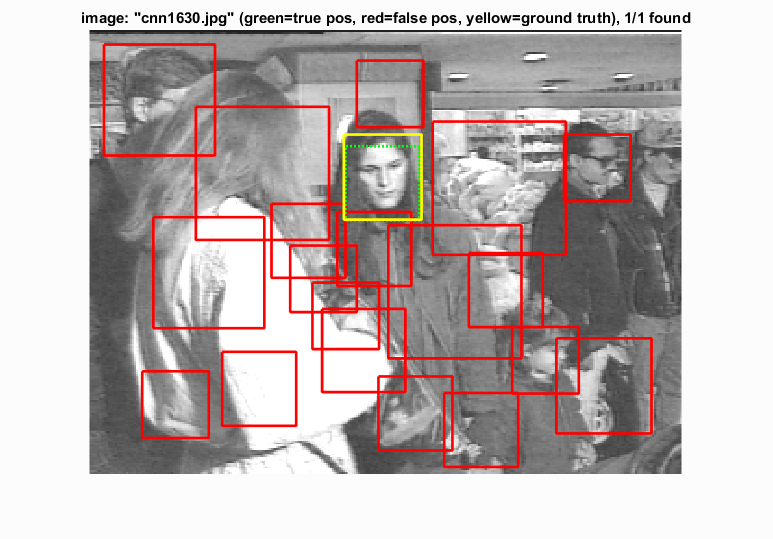 image: "cnn1630.jpg" (green=true pos, red=false pos, yellow=ground truth), 1/1 found